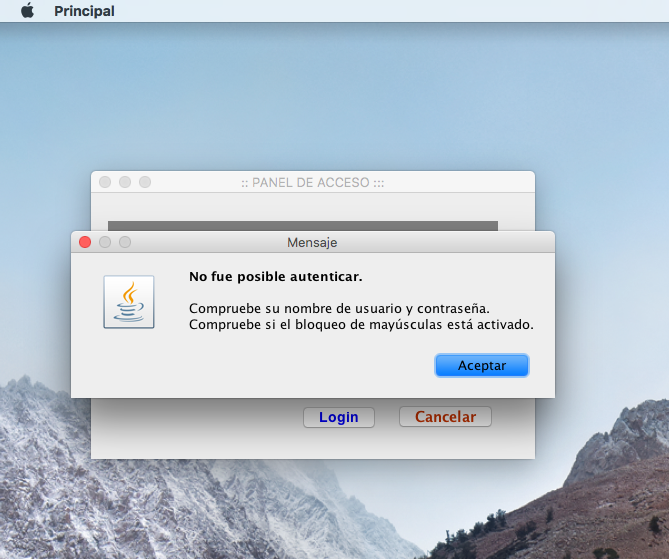 Principal
:: PANEL DE ACCESO :::
Mensaje
No fue posible autenticar.
Compruebe su nombre de usuario y contraseña.
Compruebe si el bloqueo de mayúsculas está activado.
Aceptar
Login Cancelar